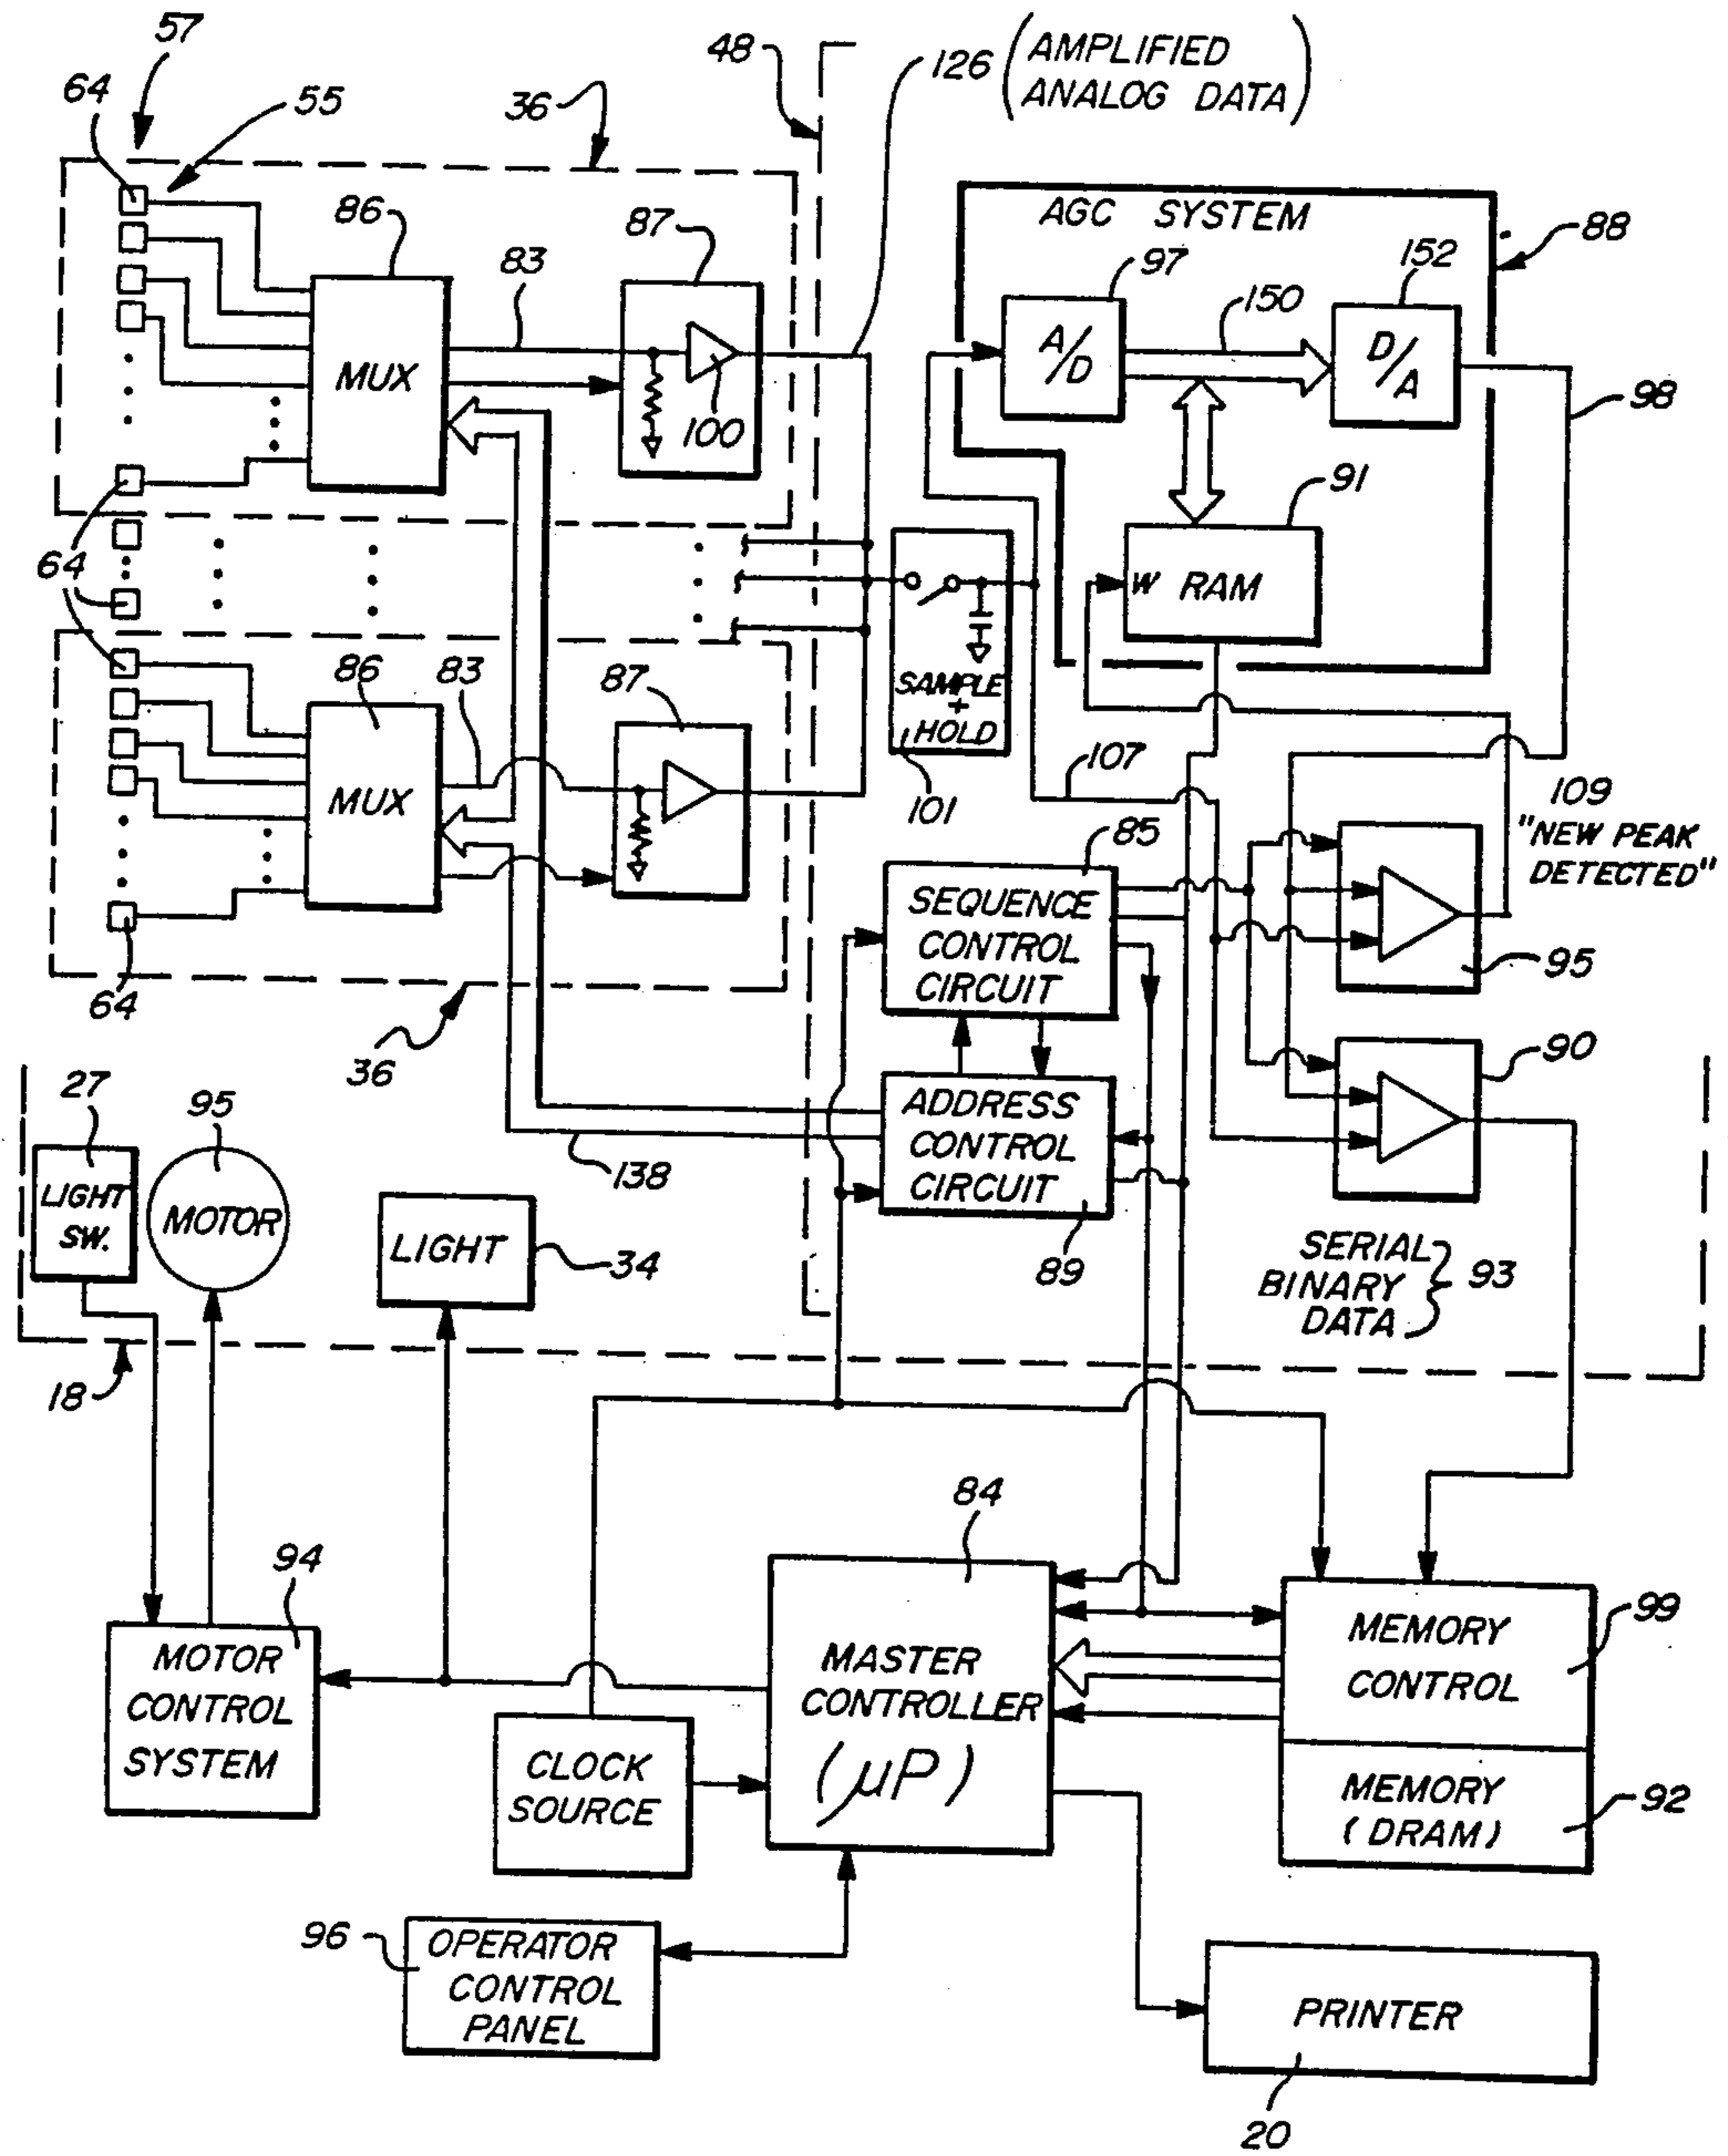 57
48
126 (AMPLIFIED
ANALOG DATA)
64
55
36
86
87
83
MUX
100
AGC SYSTEM
88
97
150
152
A/D
D/A
98
91
W RAM
64
64
SAMPLE
+
HOLD
101
107
86
83
87
MUX
64
36
109
"NEW PEAK
DETECTED"
95
85
SEQUENCE
CONTROL
CIRCUIT
90
ADDRESS
CONTROL
CIRCUIT
89
138
27
LIGHT
SW.
95
MOTOR
LIGHT
34
SERIAL
BINARY
DATA
93
18
84
94
MOTOR
CONTROL
SYSTEM
CLOCK
SOURCE
MASTER
CONTROLLER
(μP)
MEMORY
CONTROL
99
MEMORY
(DRAM)
92
96
OPERATOR
CONTROL
PANEL
PRINTER
20